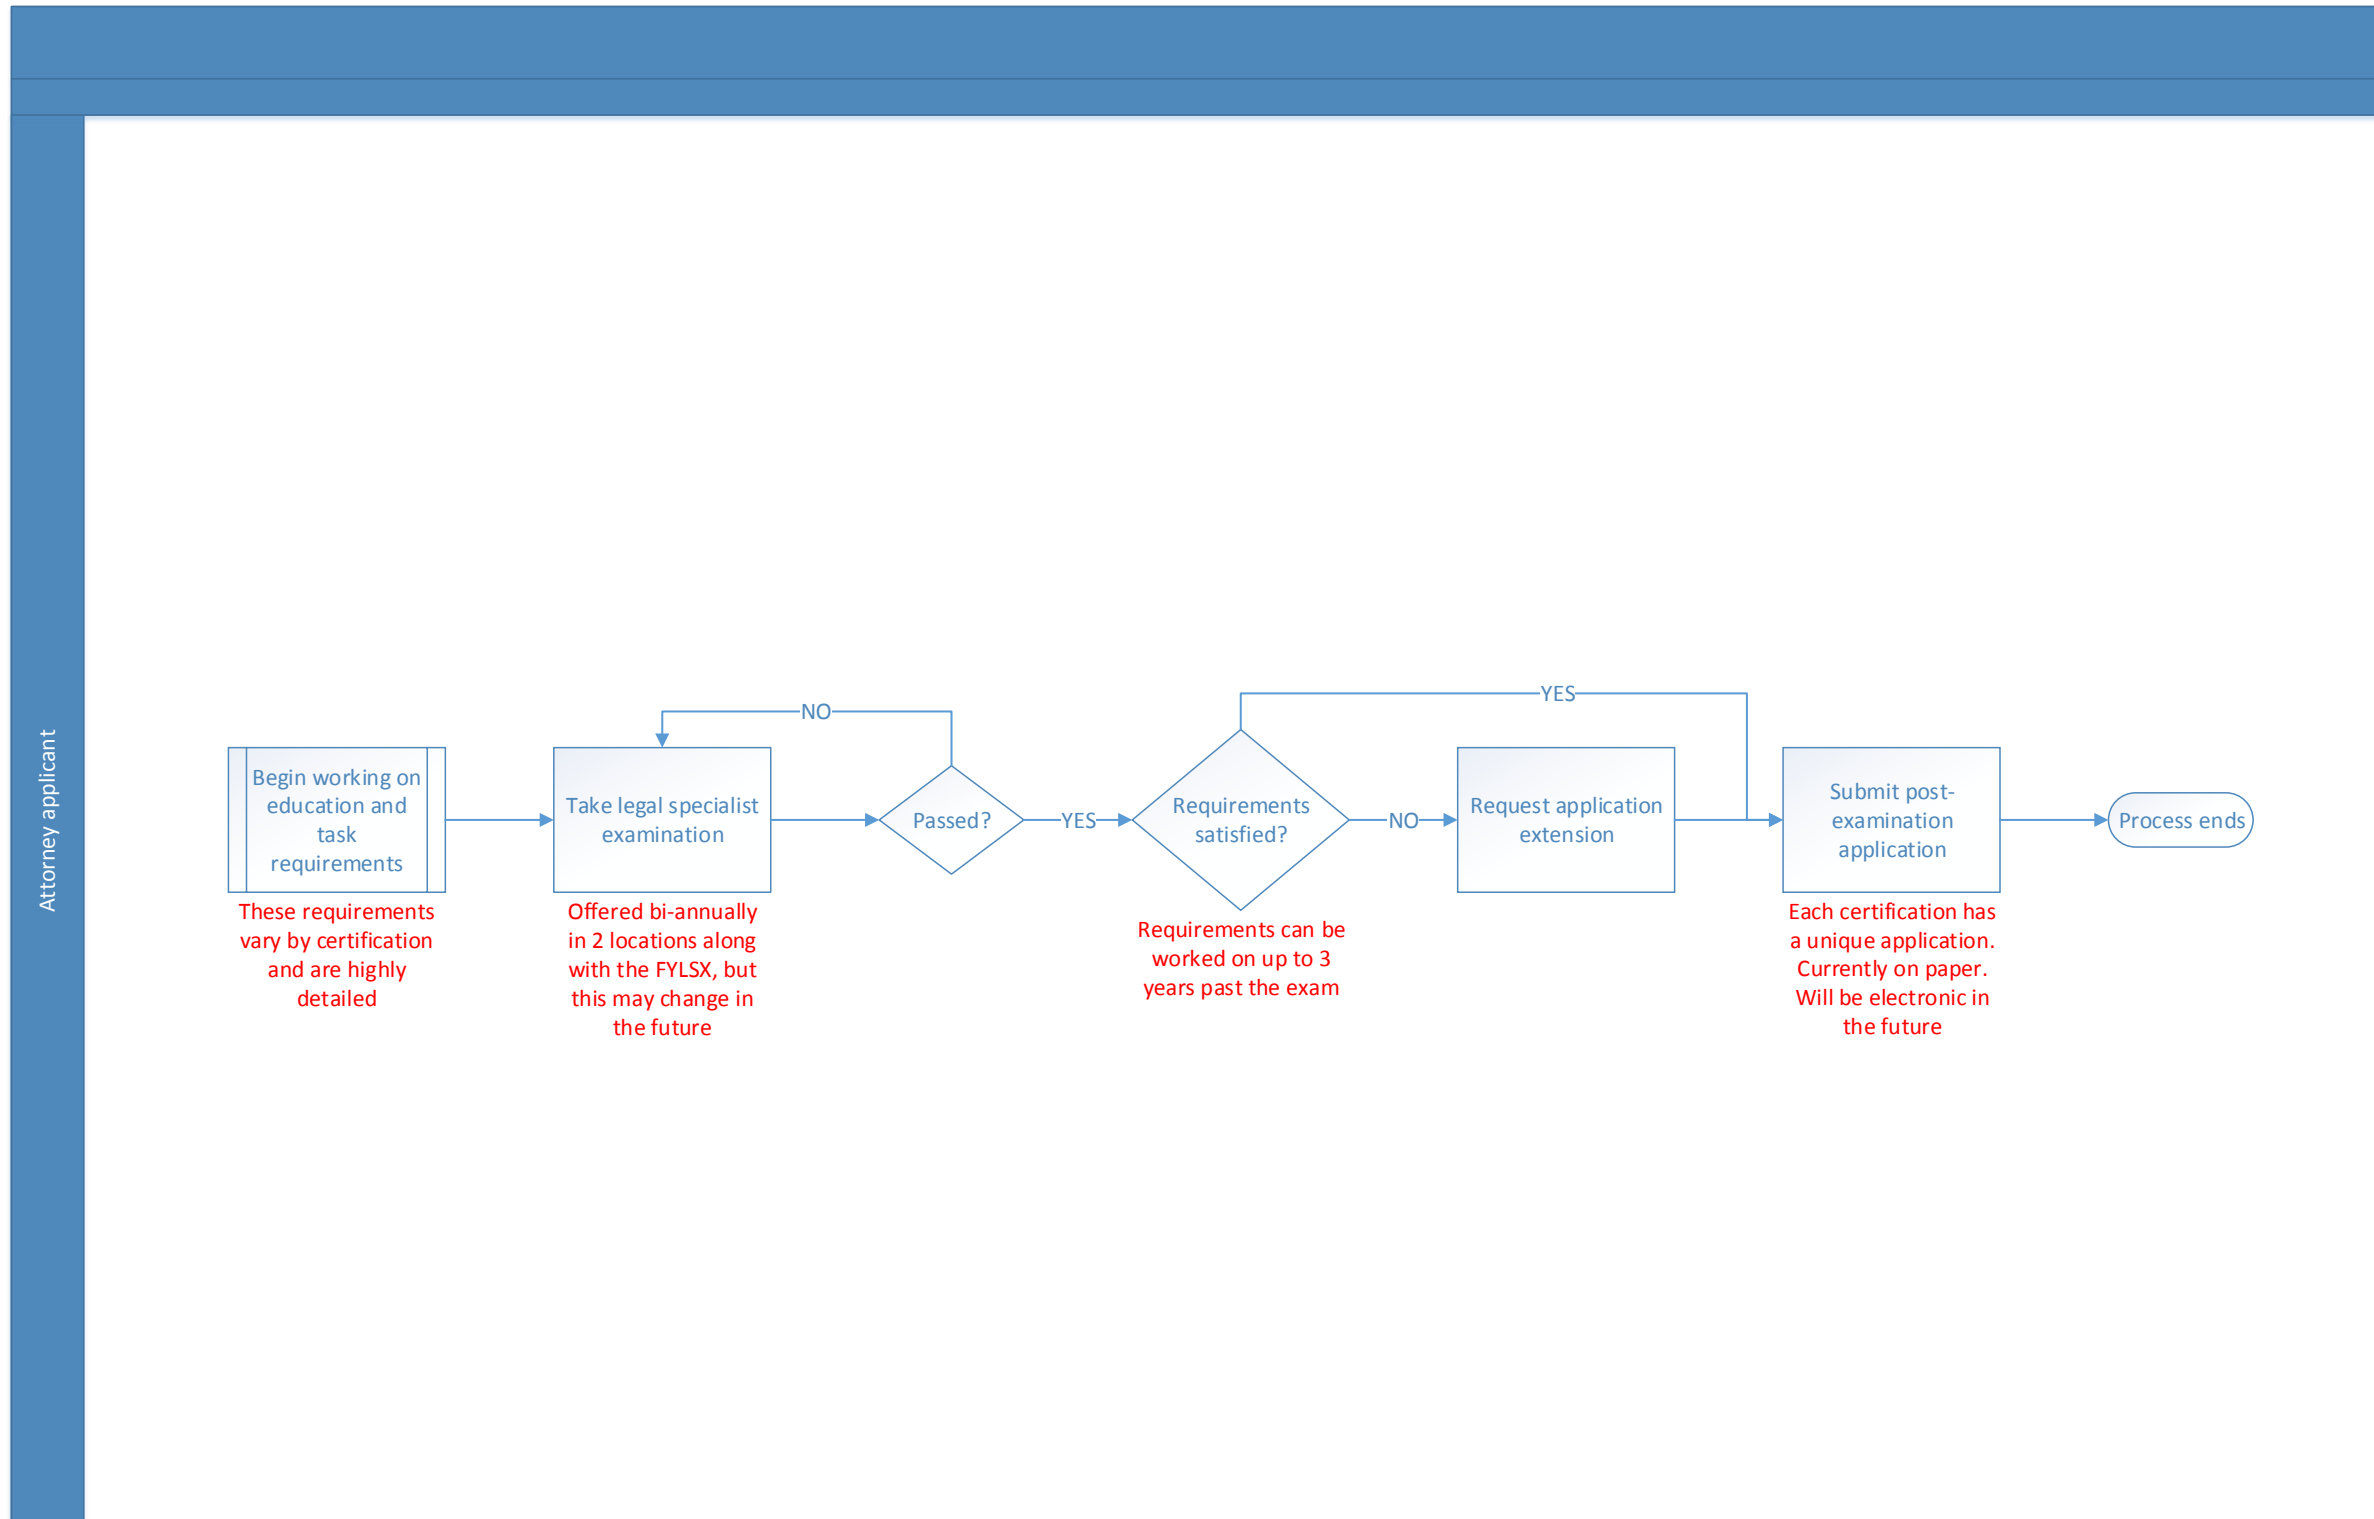 Attorney applicant
Begin working on
education and
task
requirements
These requirements
vary by certification
and are highly
detailed
Take legal specialist
examination
Offered bi-annually
in 2 locations along
with the FYLSX, but
this may change in
the future
NO
Passed?
YES
Requirements
satisfied?
Requirements can be
worked on up to 3
years past the exam
YES
NO
Request application
extension
Submit post-
examination
application
Each certification has
a unique application.
Currently on paper.
Will be electronic in
the future
Process ends